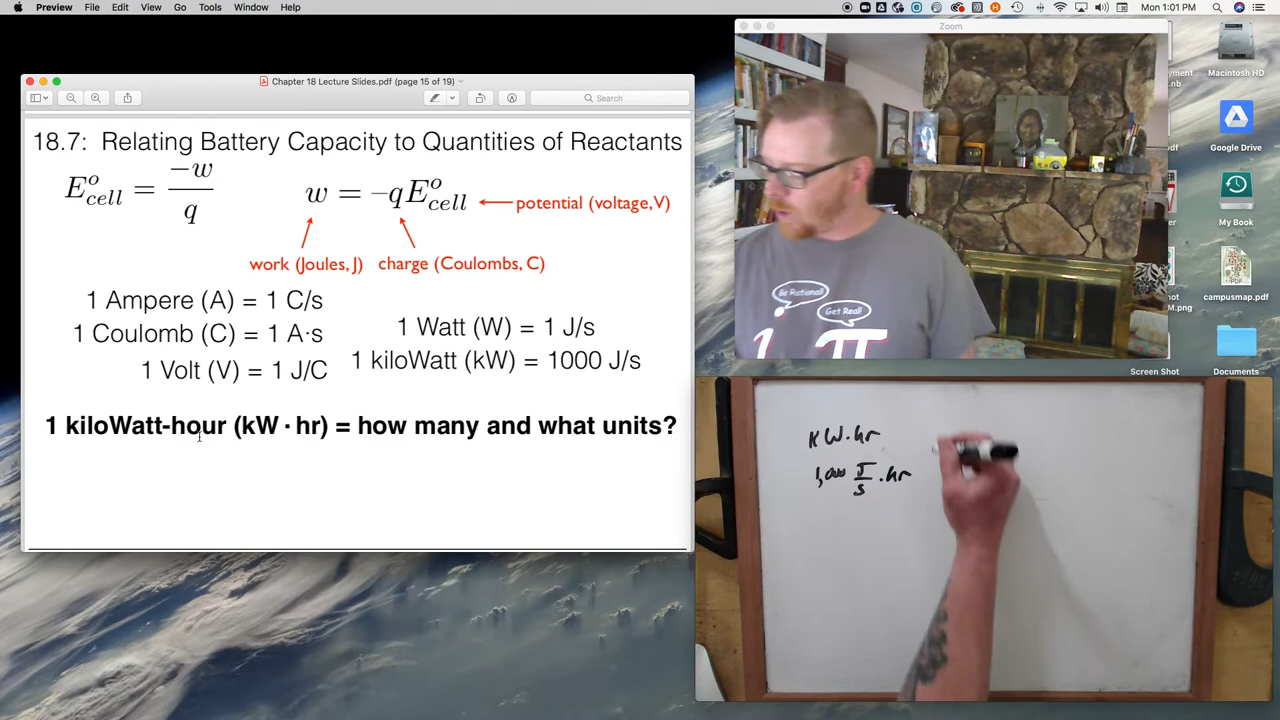 Preview File Edit View Go Tools Window Help
Mon 1:01 PM
Chapter 18 Lecture Slides.pdf (page 15 of 19)
Search
18.7: Relating Battery Capacity to Quantities of Reactants
E°cell = −w/q
w = −qE°cell
potential (voltage, V)
work (Joules, J) charge (Coulombs, C)
1 Ampere (A) = 1 C/s
1 Coulomb (C) = 1 A·s
1 Volt (V) = 1 J/C
1 Watt (W) = 1 J/s
1 kiloWatt (kW) = 1000 J/s
1 kiloWatt-hour (kW · hr) = how many and what units?
Zoom
Be Rational!
Get Real!
i π
kW·hr
1,000 J/s · hr
Macintosh HD
Google Drive
My Book
campusmap.pdf
Documents
Screen Shot